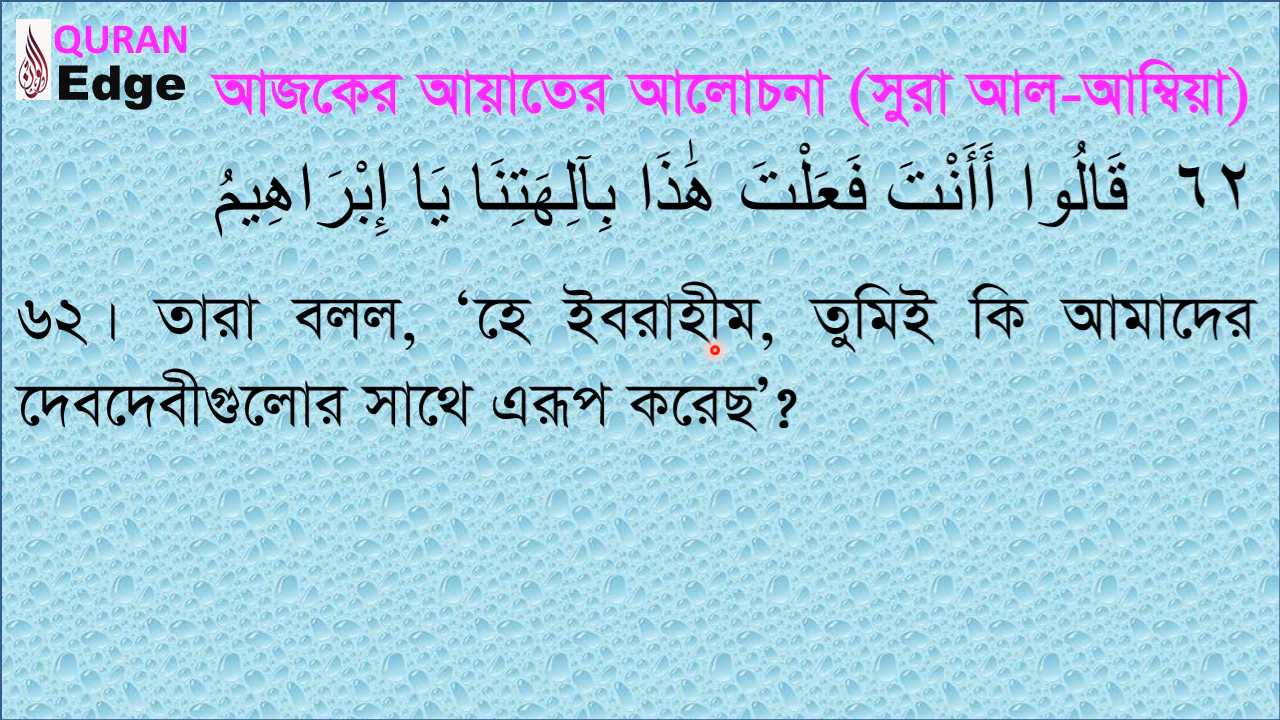 QURAN
Edge
আজকের আয়াতের আলোচনা (সুরা আল-আম্বিয়া)
٦٢ قَالُوا أَأَنْتَ فَعَلْتَ هَٰذَا بِآلِهَتِنَا يَا إِبْرَاهِيمُ
৬২। তারা বলল, ‘হে ইবরাহীম, তুমিই কি আমাদের
দেবদেবীগুলোর সাথে এরূপ করেছ’?